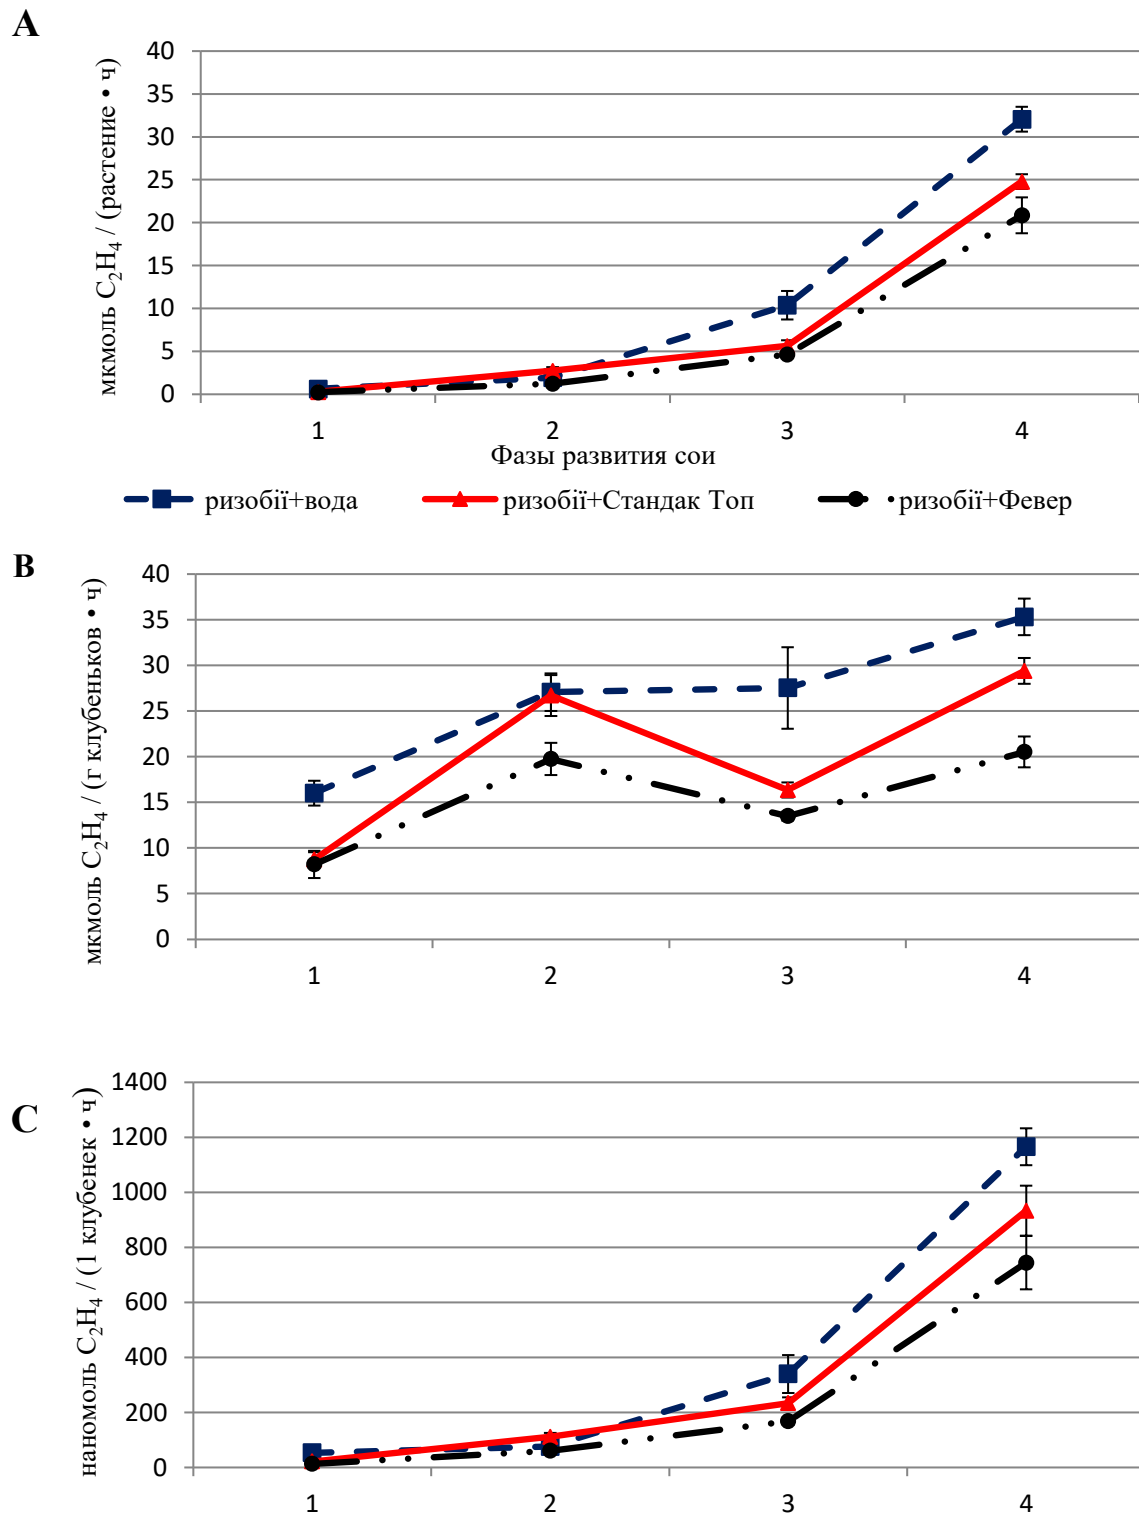 A
мкмоль C₂H₄ / (растение • ч)
40
35
30
25
20
15
10
5
0
1 2 3 4
Фазы развития сои
ризобії+вода ризобії+Стандак Топ ризобії+Февер
B
мкмоль C₂H₄ / (г клубеньков • ч)
40
35
30
25
20
15
10
5
0
1 2 3 4
C
наномоль C₂H₄ / (1 клубенек • ч)
1400
1200
1000
800
600
400
200
0
1 2 3 4